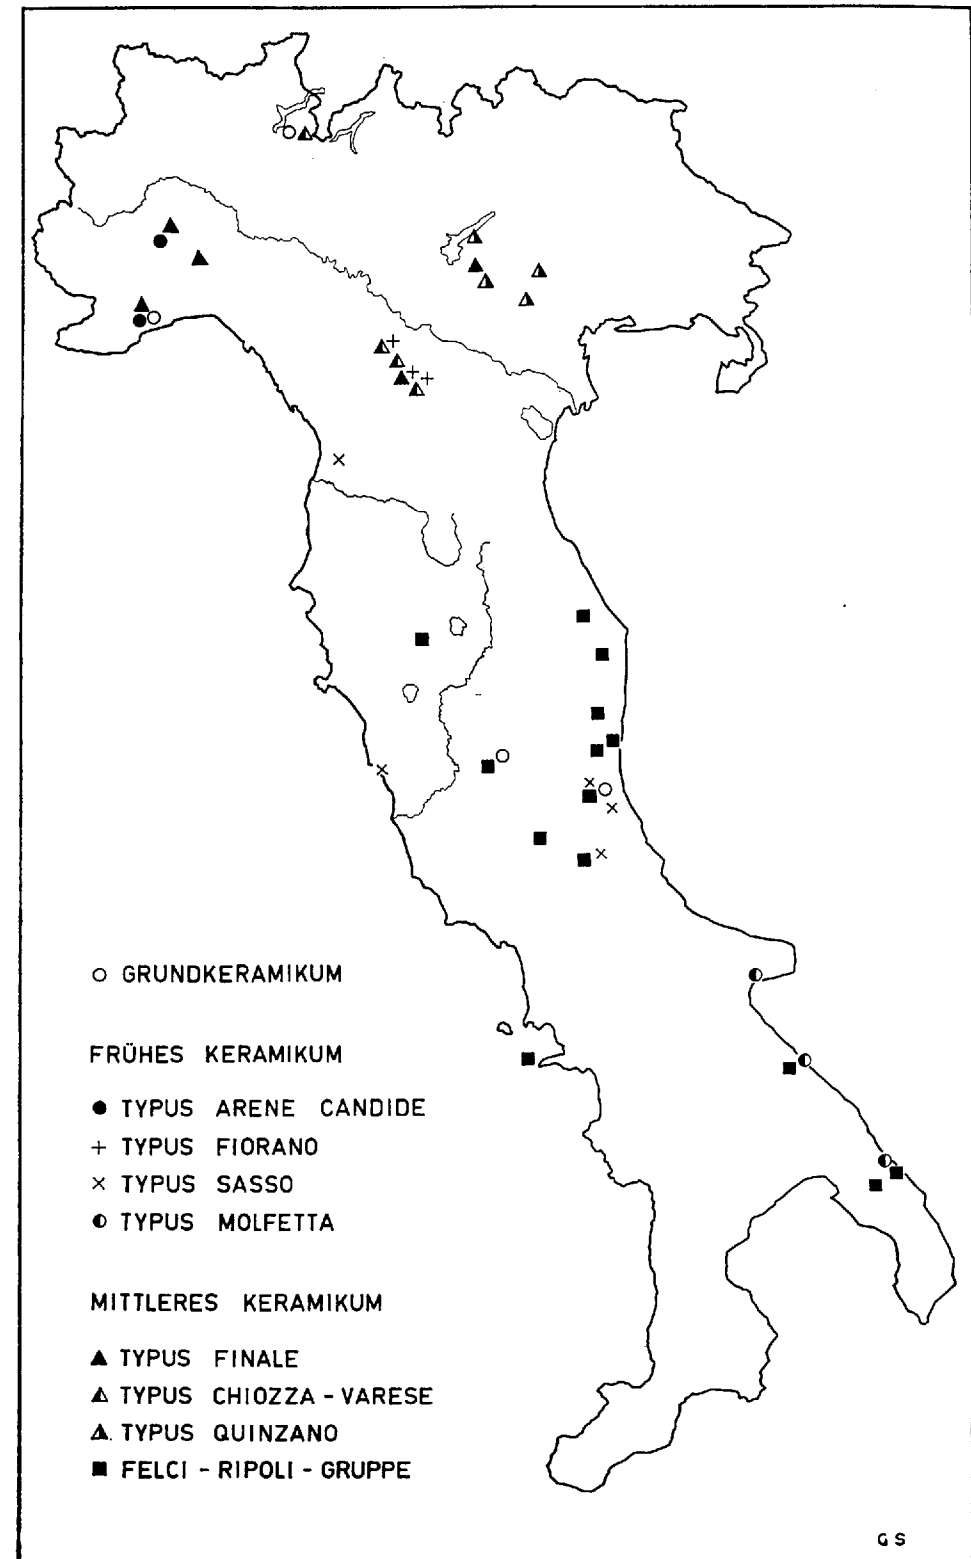 GRUNDKERAMIKUM
FRÜHES KERAMIKUM
TYPUS ARENE CANDIDE
TYPUS FIORANO
TYPUS SASSO
TYPUS MOLFETTA
MITTLERES KERAMIKUM
TYPUS FINALE
TYPUS CHIOZZA - VARESE
TYPUS QUINZANO
FELCI - RIPOLI - GRUPPE
GS